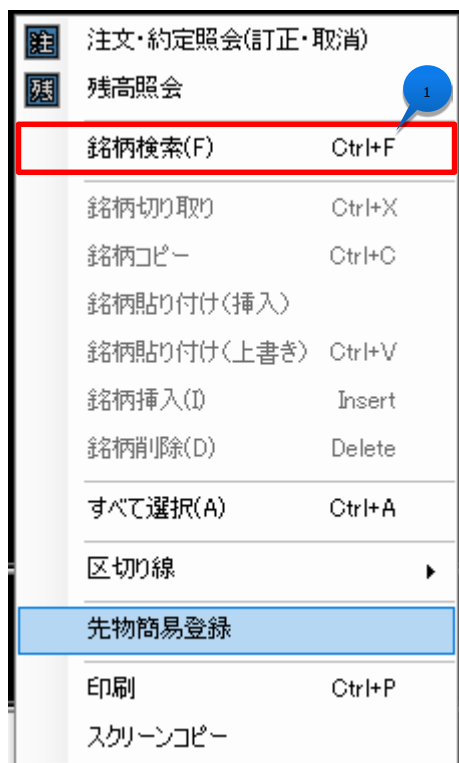 注 注文・約定照会(訂正・取消)
残 残高照会
1
銘柄検索(F) Ctrl+F
銘柄切り取り Ctrl+X
銘柄コピー Ctrl+C
銘柄貼り付け(挿入)
銘柄貼り付け(上書き) Ctrl+V
銘柄挿入(I) Insert
銘柄削除(D) Delete
すべて選択(A) Ctrl+A
区切り線
先物簡易登録
印刷 Ctrl+P
スクリーンコピー